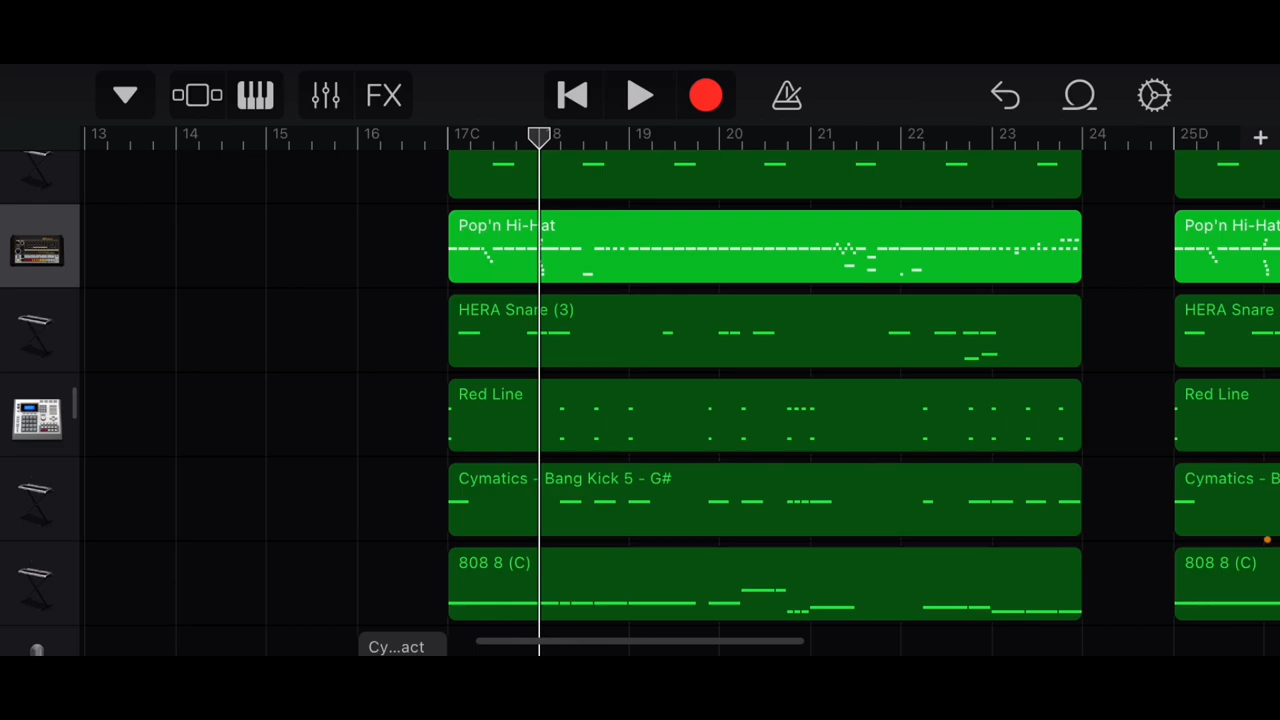 FX
13 14 15 16 17C 8 19 20 21 22 23 24 25D +
Pop'n Hi-Hat Pop'n Hi-Hat
HERA Snare (3) HERA Snare
Red Line Red Line
Cymatics - Bang Kick 5 - G# Cymatics - B
808 8 (C) 808 8 (C)
Cy...act